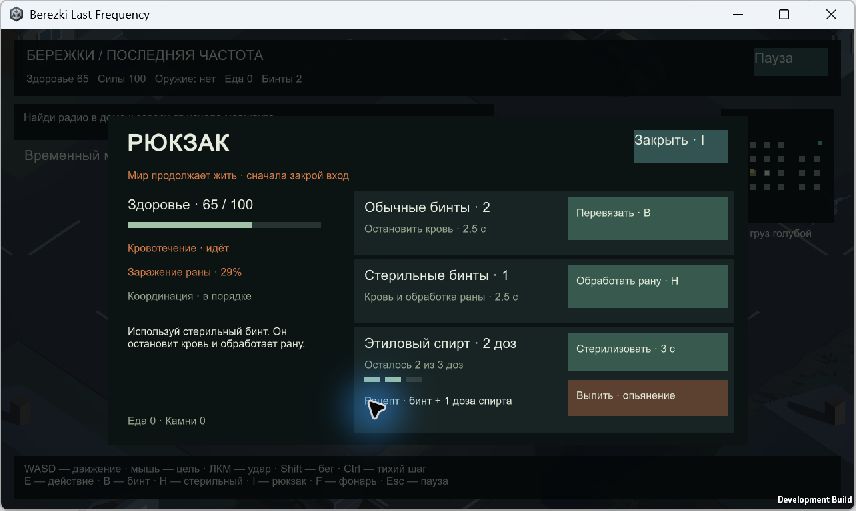 Berezki Last Frequency
БЕРЕЖКИ / ПОСЛЕДНЯЯ ЧАСТОТА
Пауза
Здоровье 65 Силы 100 Оружие: нет Еда 0 Бинты 2
Найди радио в
Временный
РЮКЗАК
Закрыть · I
Мир продолжает жить · сначала закрой вход
Здоровье · 65 / 100
Кровотечение · идёт
Заражение раны · 29%
Координация · в порядке
Используй стерильный бинт. Он
остановит кровь и обработает рану.
Еда 0 · Камни 0
Обычные бинты · 2
Остановить кровь · 2.5 с
Перевязать · B
Стерильные бинты · 1
Кровь и обработка раны · 2.5 с
Обработать рану · H
Этиловый спирт · 2 доз
Осталось 2 из 3 доз
Рецепт · бинт + 1 доза спирта
Стерилизовать · 3 с
Выпить · опьянение
груз голубой
WASD — движение · мышь — цель · ЛКМ — удар · Shift — бег · Ctrl — тихий шаг
E — действие · B — бинт · H — стерильный · I — рюкзак · F — фонарь · Esc — пауза
Development Build